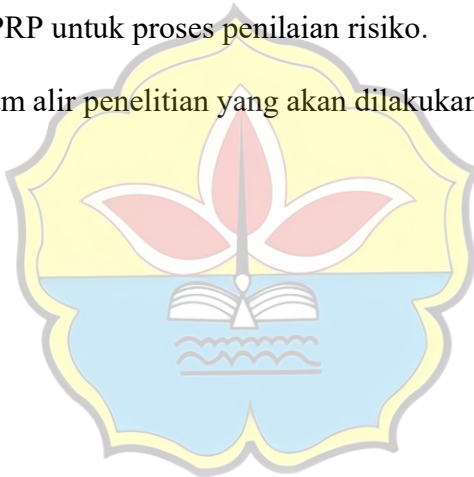 PRP untuk proses penilaian risiko.
m alir penelitian yang akan dilakukan